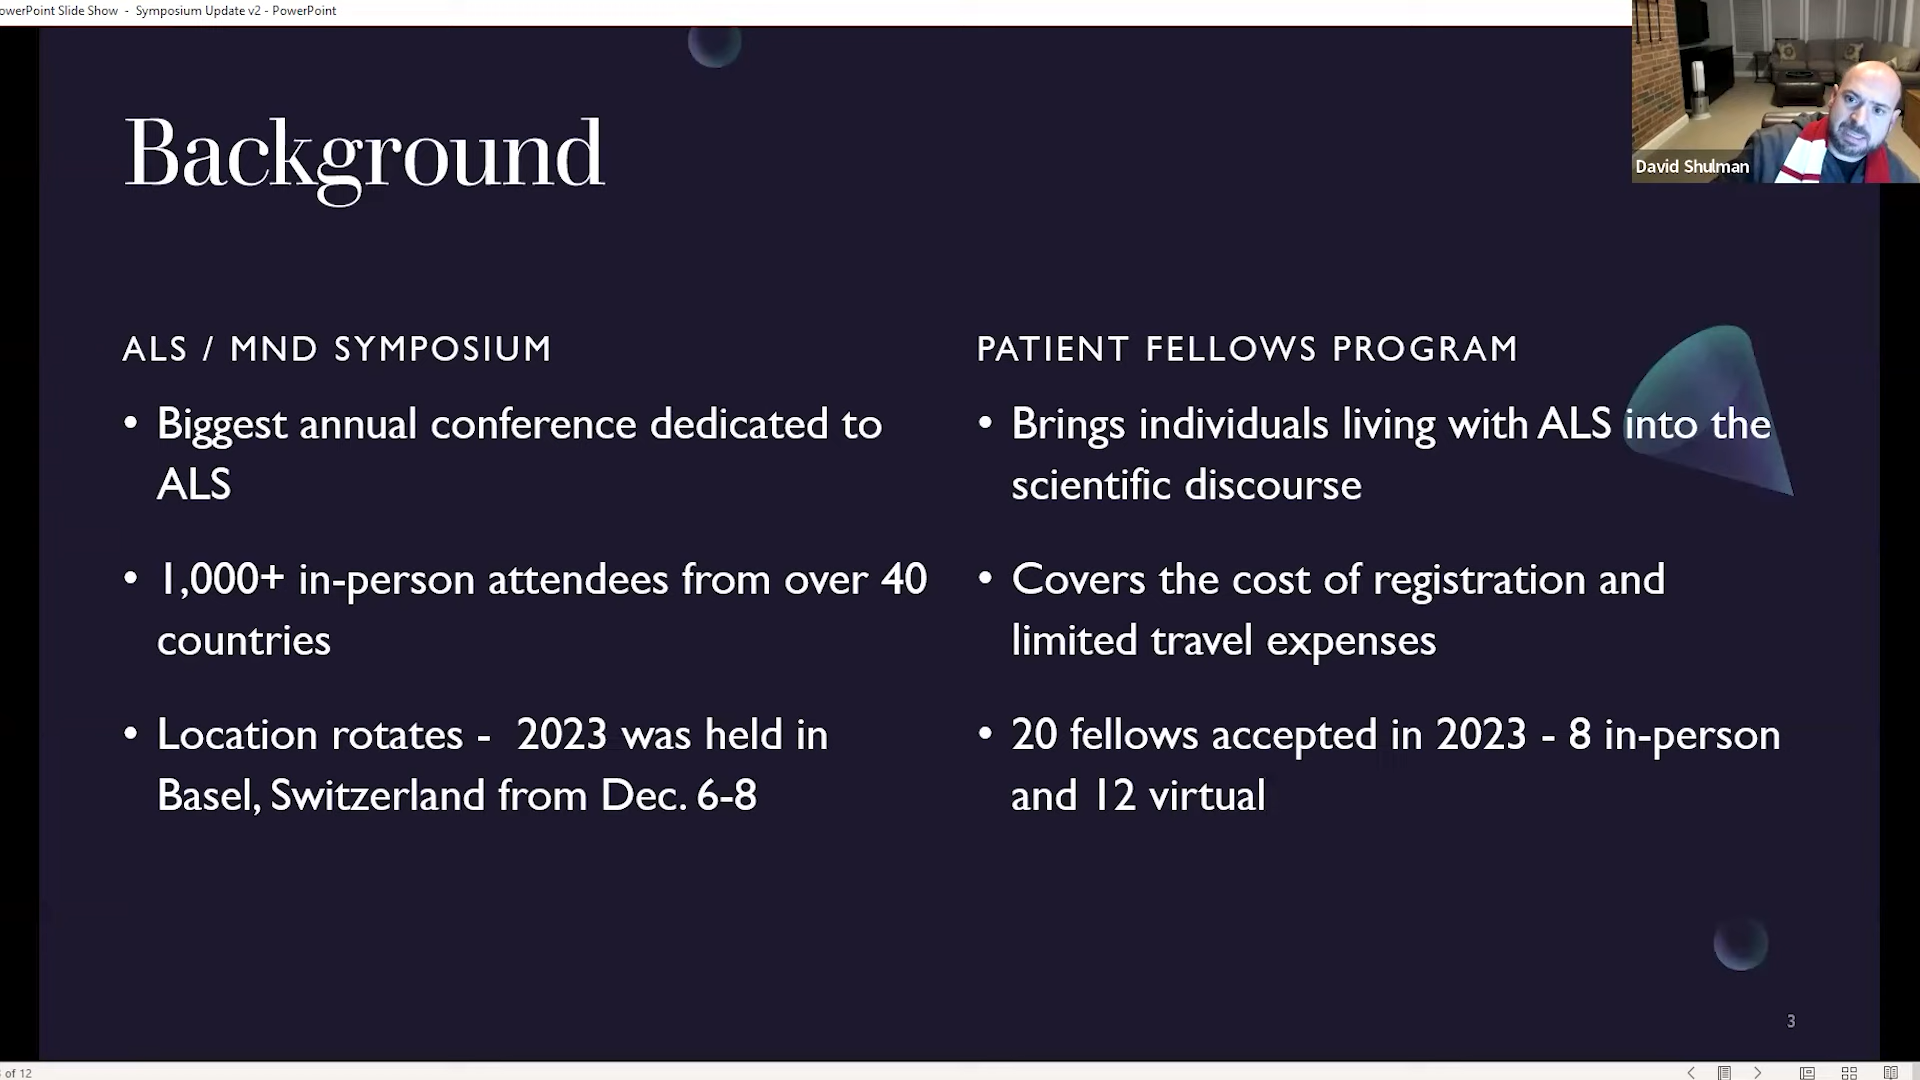 owerPoint Slide Show - Symposium Update v2 - PowerPoint
David Shulman
Background
ALS / MND SYMPOSIUM
• Biggest annual conference dedicated to
ALS
• 1,000+ in-person attendees from over 40
countries
• Location rotates - 2023 was held in
Basel, Switzerland from Dec. 6-8
PATIENT FELLOWS PROGRAM
• Brings individuals living with ALS into the
scientific discourse
• Covers the cost of registration and
limited travel expenses
• 20 fellows accepted in 2023 - 8 in-person
and 12 virtual
3
of 12